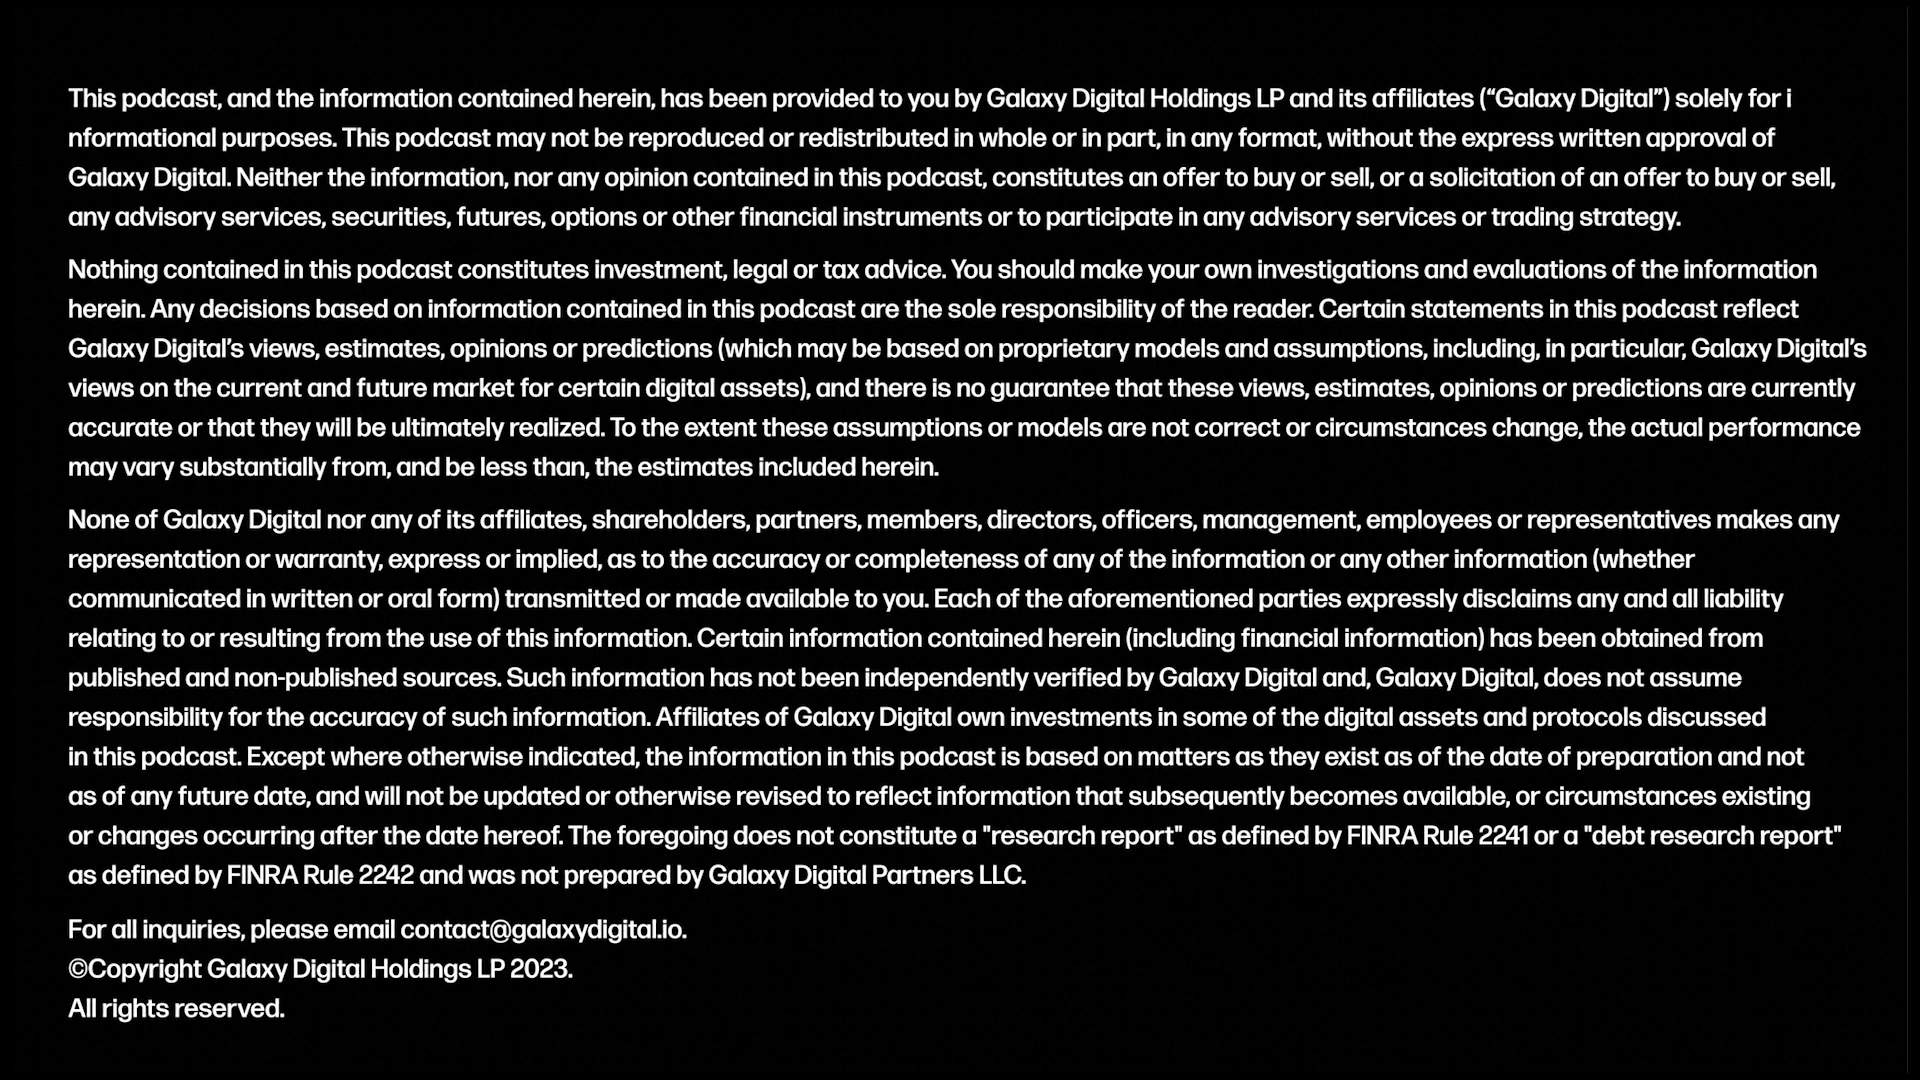 This podcast, and the information contained herein, has been provided to you by Galaxy Digital Holdings LP and its affiliates (“Galaxy Digital”) solely for i
nformational purposes. This podcast may not be reproduced or redistributed in whole or in part, in any format, without the express written approval of
Galaxy Digital. Neither the information, nor any opinion contained in this podcast, constitutes an offer to buy or sell, or a solicitation of an offer to buy or sell,
any advisory services, securities, futures, options or other financial instruments or to participate in any advisory services or trading strategy.
Nothing contained in this podcast constitutes investment, legal or tax advice. You should make your own investigations and evaluations of the information
herein. Any decisions based on information contained in this podcast are the sole responsibility of the reader. Certain statements in this podcast reflect
Galaxy Digital’s views, estimates, opinions or predictions (which may be based on proprietary models and assumptions, including, in particular, Galaxy Digital’s
views on the current and future market for certain digital assets), and there is no guarantee that these views, estimates, opinions or predictions are currently
accurate or that they will be ultimately realized. To the extent these assumptions or models are not correct or circumstances change, the actual performance
may vary substantially from, and be less than, the estimates included herein.
None of Galaxy Digital nor any of its affiliates, shareholders, partners, members, directors, officers, management, employees or representatives makes any
representation or warranty, express or implied, as to the accuracy or completeness of any of the information or any other information (whether
communicated in written or oral form) transmitted or made available to you. Each of the aforementioned parties expressly disclaims any and all liability
relating to or resulting from the use of this information. Certain information contained herein (including financial information) has been obtained from
published and non-published sources. Such information has not been independently verified by Galaxy Digital and, Galaxy Digital, does not assume
responsibility for the accuracy of such information. Affiliates of Galaxy Digital own investments in some of the digital assets and protocols discussed
in this podcast. Except where otherwise indicated, the information in this podcast is based on matters as they exist as of the date of preparation and not
as of any future date, and will not be updated or otherwise revised to reflect information that subsequently becomes available, or circumstances existing
or changes occurring after the date hereof. The foregoing does not constitute a "research report" as defined by FINRA Rule 2241 or a "debt research report"
as defined by FINRA Rule 2242 and was not prepared by Galaxy Digital Partners LLC.
For all inquiries, please email contact@galaxydigital.io.
©Copyright Galaxy Digital Holdings LP 2023.
All rights reserved.